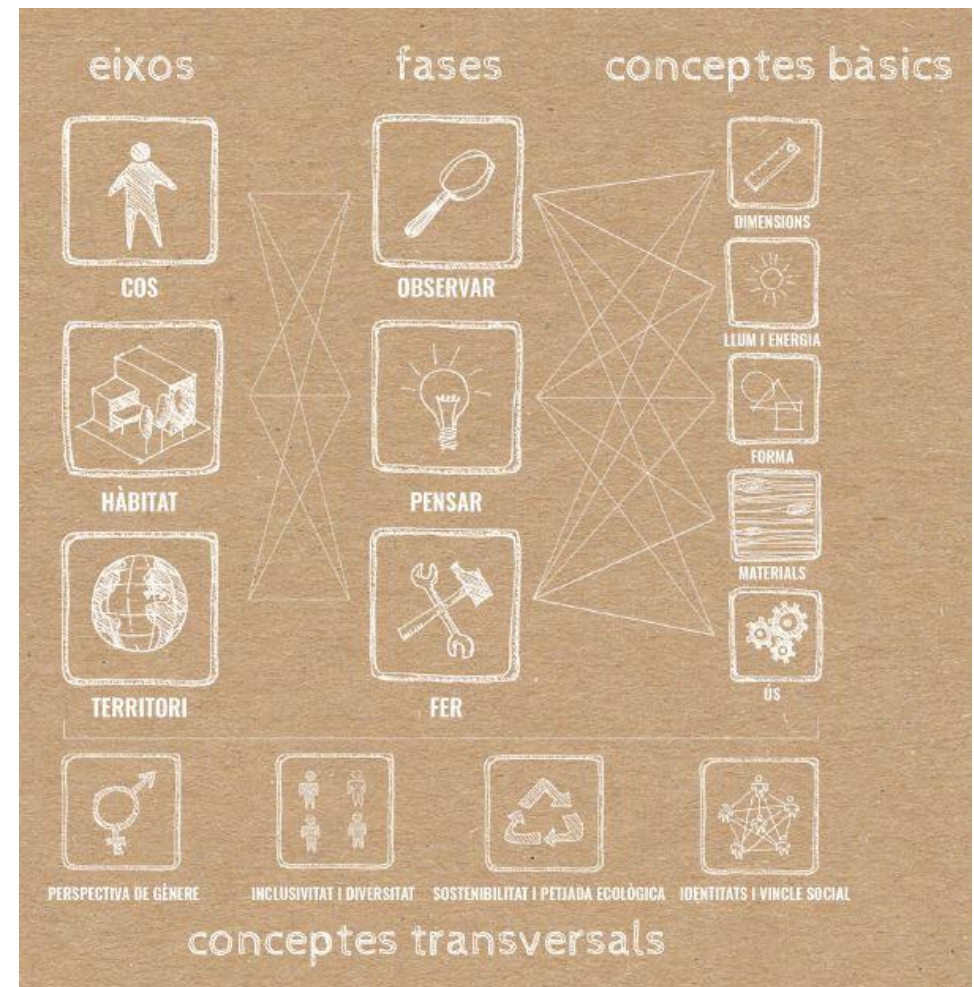 eixos
fases
conceptes bàsics
COS
OBSERVAR
DIMENSIONS
LLUM I ENERGIA
HÀBITAT
PENSAR
FORMA
MATERIALS
TERRITORI
FER
ÚS
PERSPECTIVA DE GÈNERE
INCLUSIVITAT I DIVERSITAT
SOSTENIBILITAT I PETJADA ECOLÒGICA
IDENTITATS I VINCLE SOCIAL
conceptes transversals